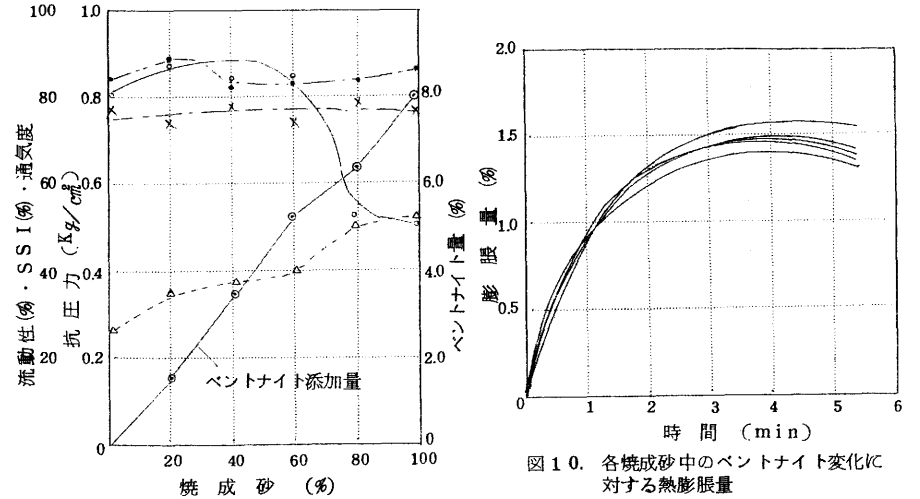 流動性(%)・SSI(%)・通気度
抗圧力 (Kg/cm²)
100
80
60
40
20
1.0
0.8
0.6
0.4
0.2
0
8.0
6.0
4.0
2.0
0
ベントナイト量 (%)
ベントナイト添加量
0 20 40 60 80 100
焼成砂 (%)
膨脹量 (%)
2.0
1.5
1.0
0.5
0
0 1 2 3 4 5 6
時間 (min)
図10. 各焼成砂中のベントナイト変化に
対する熱膨脹量